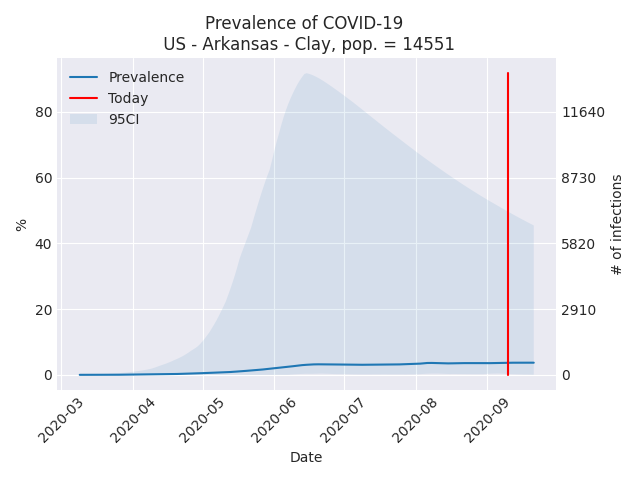 Prevalence of COVID-19
US - Arkansas - Clay, pop. = 14551
Prevalence
Today
95CI
80
60
40
20
0
%
11640
8730
5820
2910
0
# of infections
2020-03
2020-04
2020-05
2020-06
2020-07
2020-08
2020-09
Date